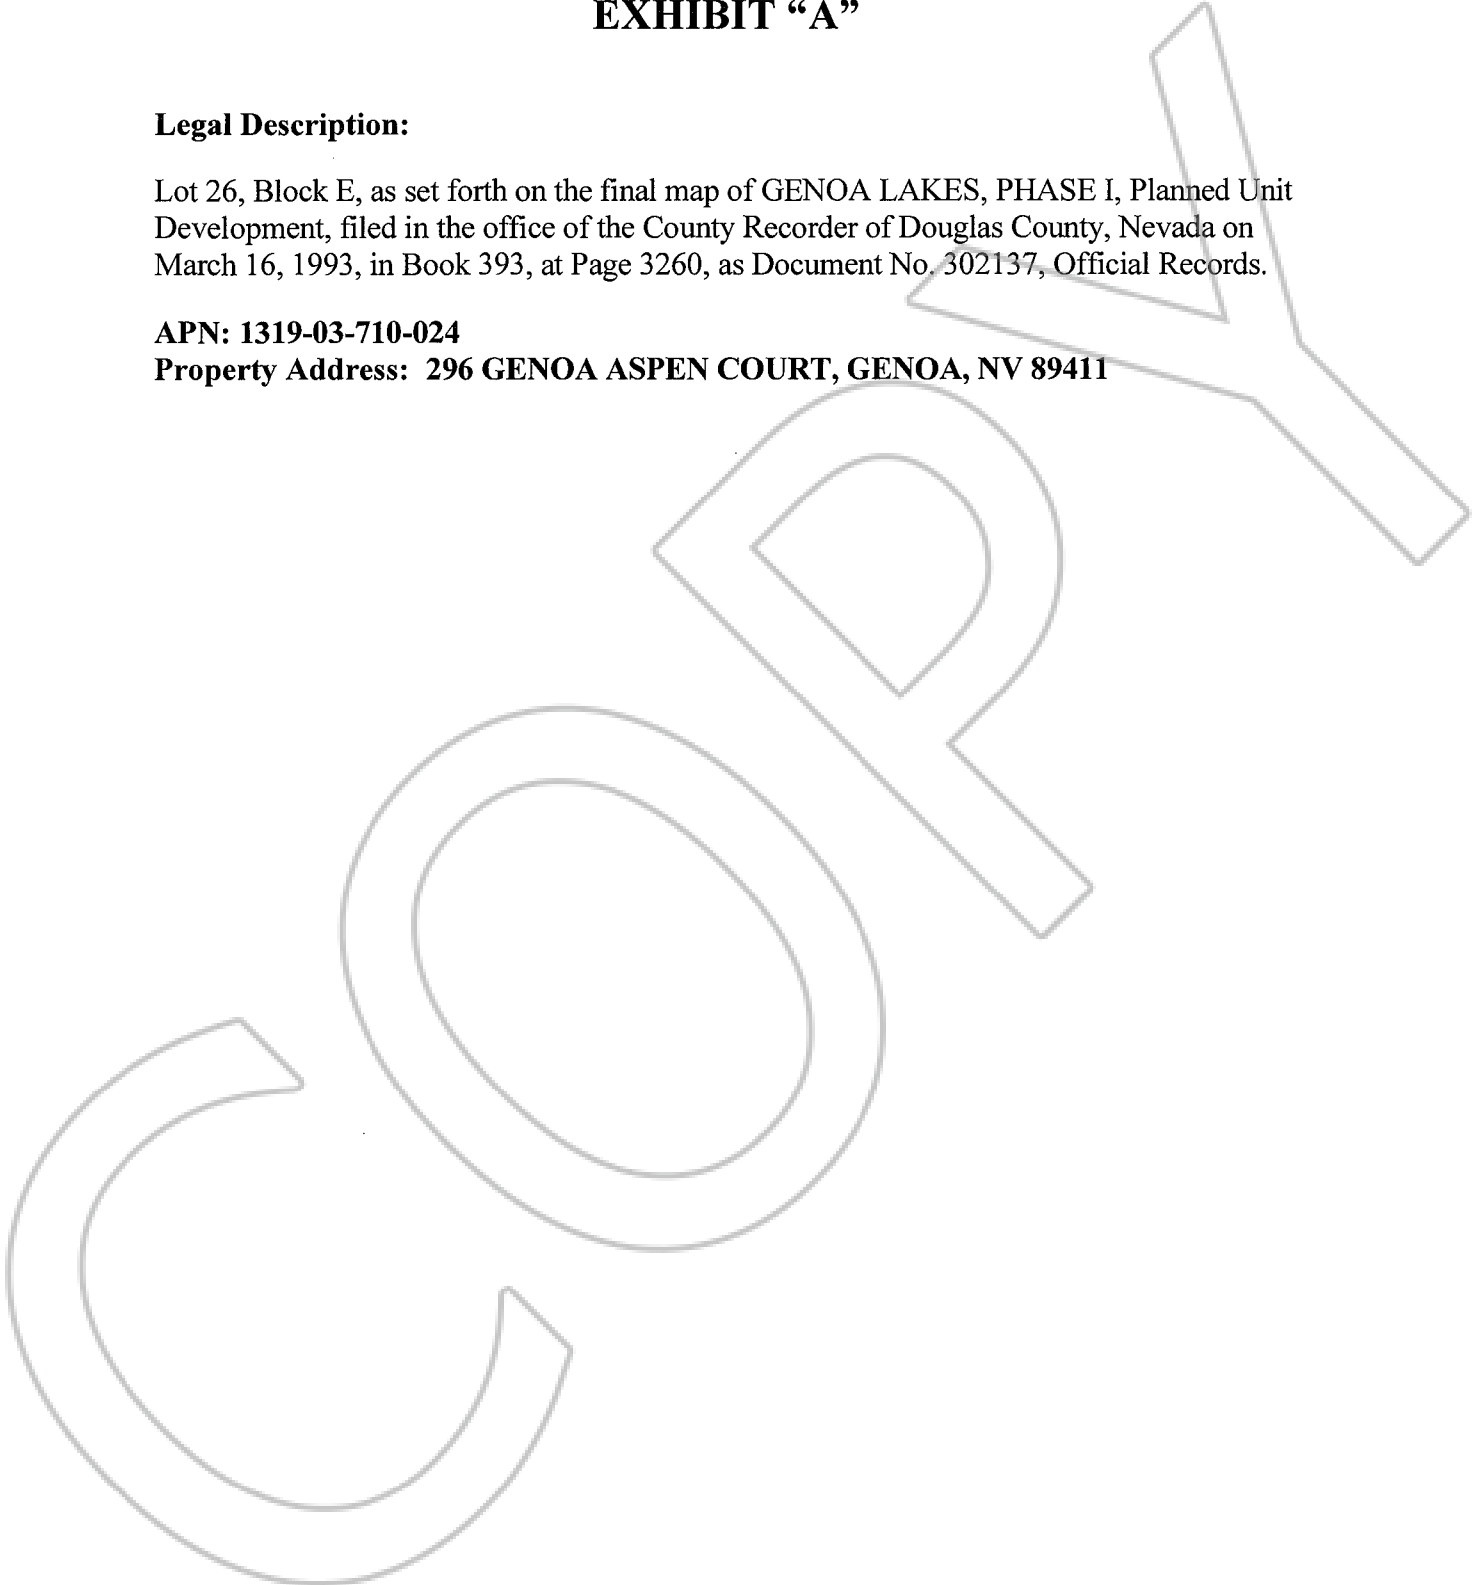 EXHIBIT “A”
Legal Description:
Lot 26, Block E, as set forth on the final map of GENOA LAKES, PHASE I, Planned Unit
Development, filed in the office of the County Recorder of Douglas County, Nevada on
March 16, 1993, in Book 393, at Page 3260, as Document No. 302137, Official Records.
APN: 1319-03-710-024
Property Address: 296 GENOA ASPEN COURT, GENOA, NV 89411
COPY